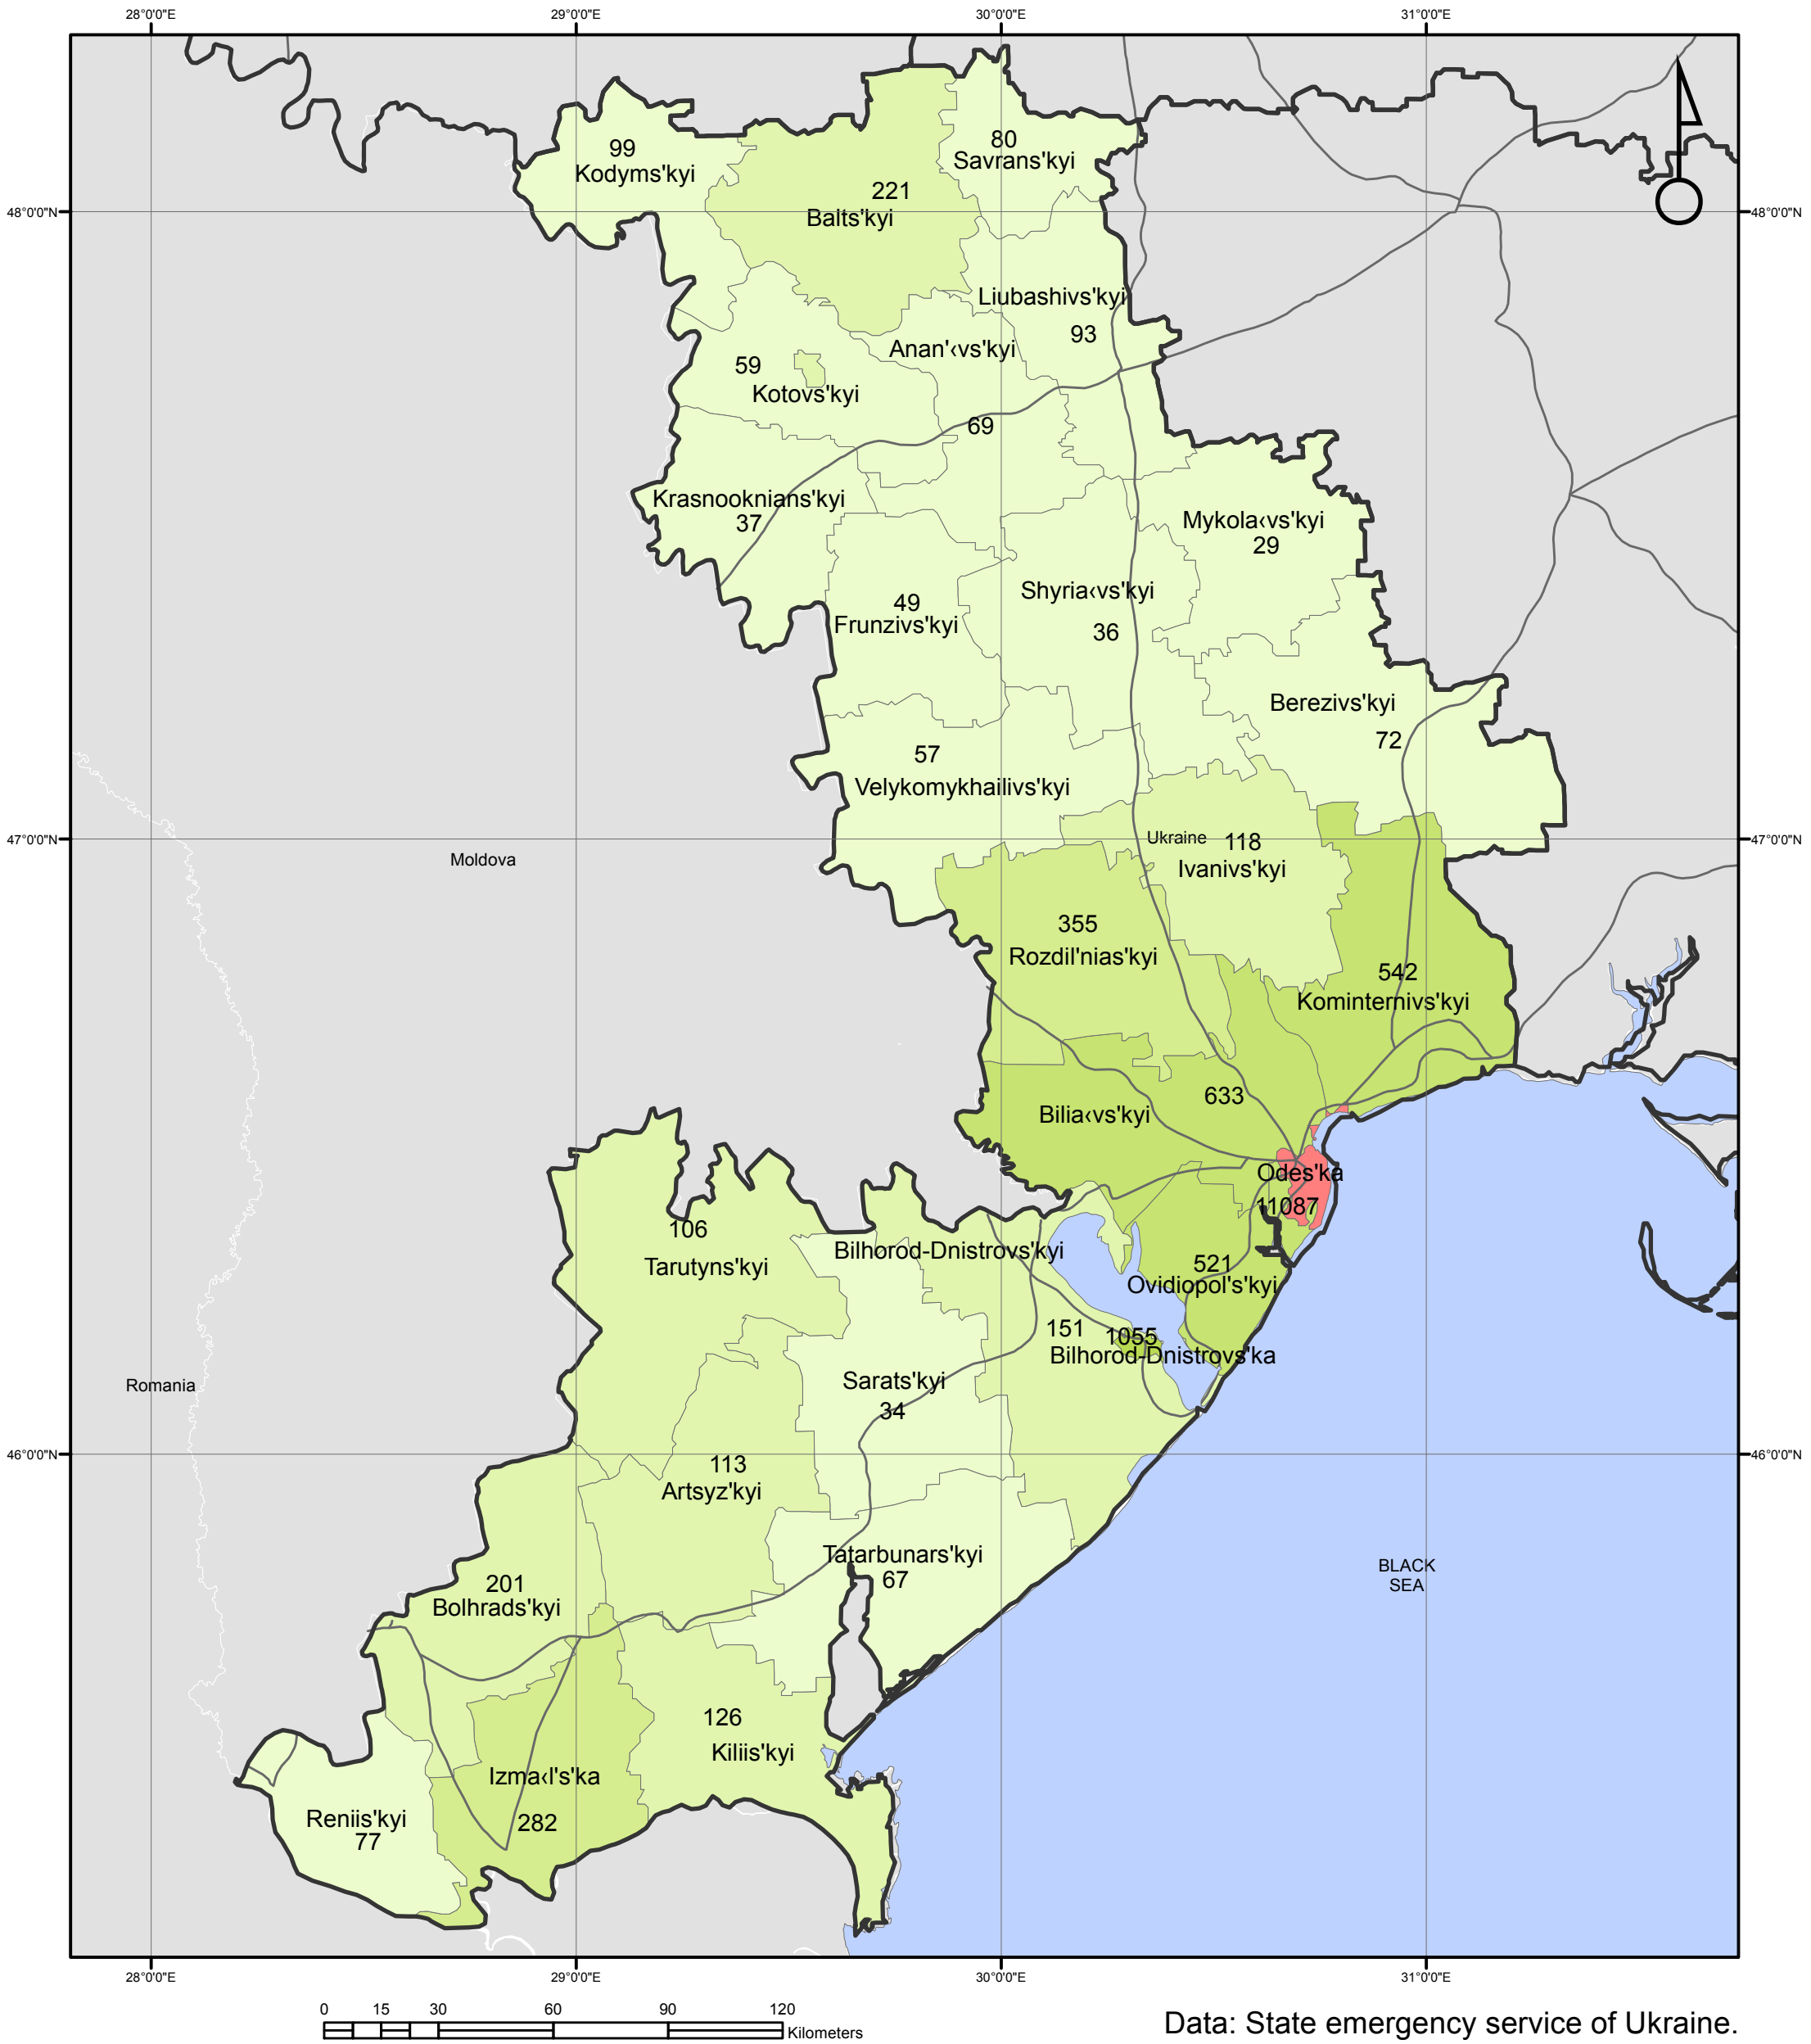 28°0'0"E 29°0'0"E 30°0'0"E 31°0'0"E
99
Kodyms'kyi
80
Savrans'kyi
221
Balts'kyi
48°0'0"N 48°0'0"N
Liubashivs'kyi
93
Anan'‹vs'kyi
59
Kotovs'kyi
69
Krasnooknians'kyi
37
Mykola‹vs'kyi
29
Shyria‹vs'kyi
36
49
Frunzivs'kyi
Berezivs'kyi
72
57
Velykomykhailivs'kyi
47°0'0"N 47°0'0"N
Ukraine
118
Ivanivs'kyi
Moldova
355
Rozdil'nias'kyi
542
Kominternivs'kyi
633
Bilia‹vs'kyi
Odes'ka
11087
106
Tarutyns'kyi
Bilhorod-Dnistrovs'kyi
521
Ovidiopol's'kyi
151
1055
Bilhorod-Dnistrovs'ka
Romania
Sarats'kyi
34
46°0'0"N 46°0'0"N
113
Artsyz'kyi
Tatarbunars'kyi
67
BLACK
SEA
201
Bolhrads'kyi
126
Kiliis'kyi
Izma‹l's'ka
282
Reniis'kyi
77
28°0'0"E 29°0'0"E 30°0'0"E 31°0'0"E
0 15 30 60 90 120
Kilometers
Data: State emergency service of Ukraine.